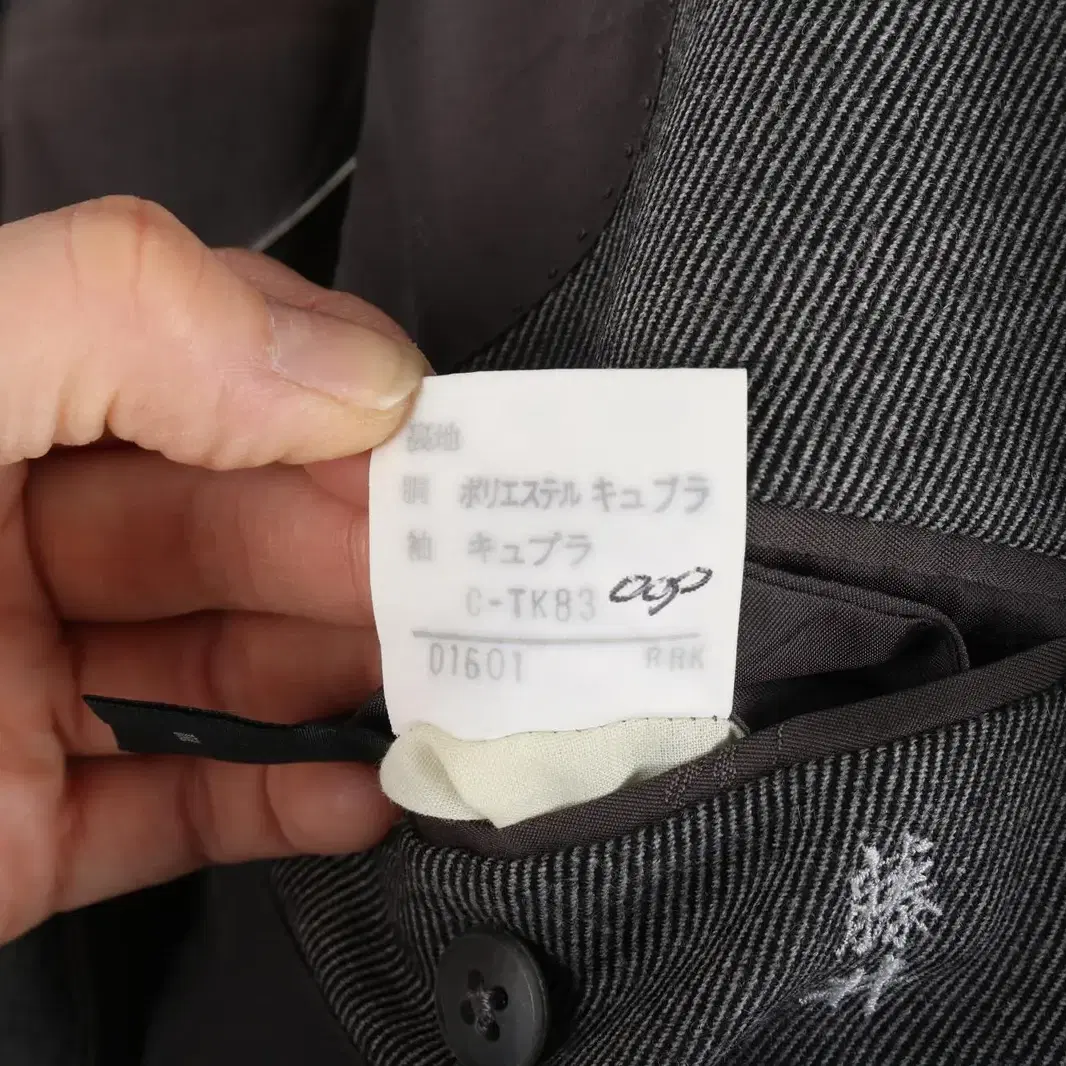 裏地
胴 ポリエステル キュプラ
袖 キュプラ
C-TK83
01601 RRK
藤井